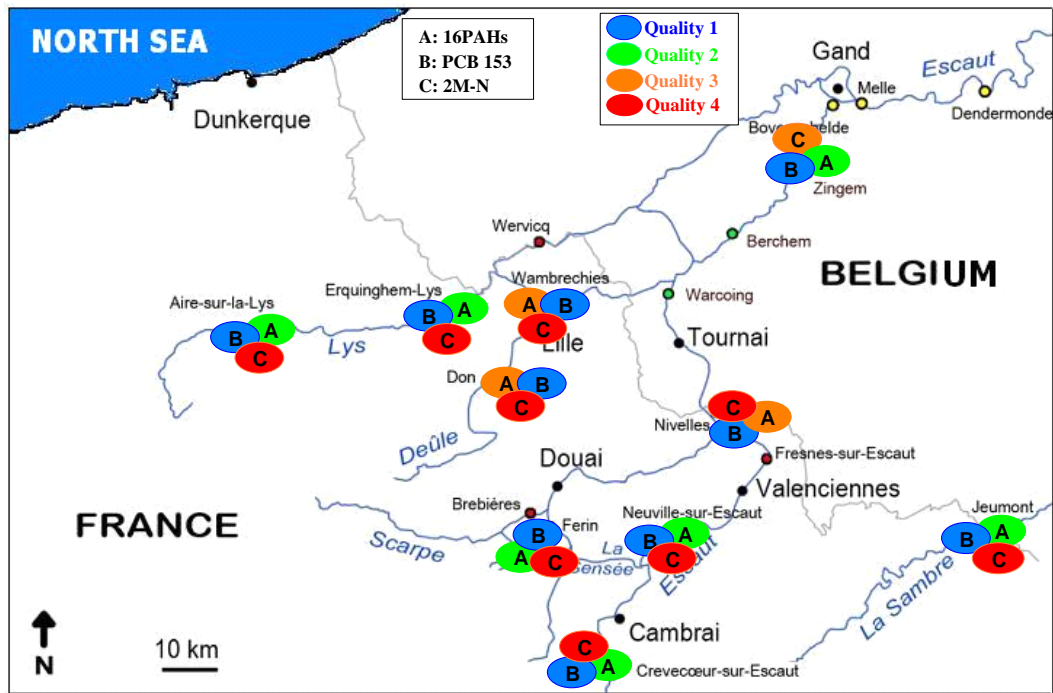 NORTH SEA
A: 16PAHs
B: PCB 153
C: 2M-N
Quality 1
Quality 2
Quality 3
Quality 4
Gand
Escaut
Melle
Dendermonde
Dunkerque
C
B
A
Zingem
Wervicq
Berchem
BELGIUM
Wambrechies
Erquinghem-Lys
Aire-sur-la-Lys
Warcoing
A
B
C
Lille
B
A
C
B
A
C
Lys
Tournai
Don
A
B
C
Deûle
C
A
B
Nivelles
Fresnes-sur-Escaut
Douai
Valenciennes
Brebières
FRANCE
Scarpe
Ferin
B
A
C
La
Sensée
Neuville-sur-Escaut
B
A
C
Escaut
Jeumont
B
A
C
La Sambre
Cambrai
C
B
A
Crevecœur-sur-Escaut
N
10 km